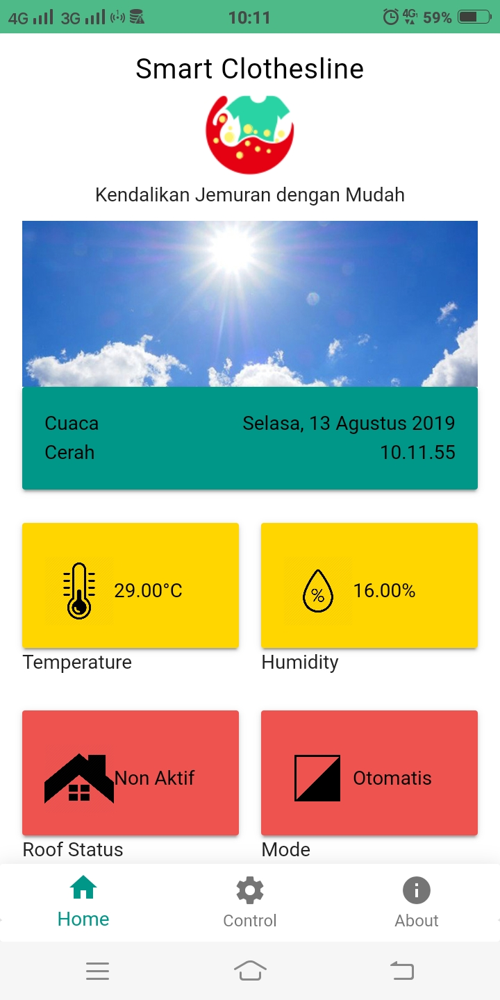 4G 3G 10:11 4G 59%
Smart Clothesline
Kendalikan Jemuran dengan Mudah
Cuaca Selasa, 13 Agustus 2019
Cerah 10.11.55
29.00°C % 16.00%
Temperature Humidity
Non Aktif Otomatis
Roof Status Mode
Home Control About